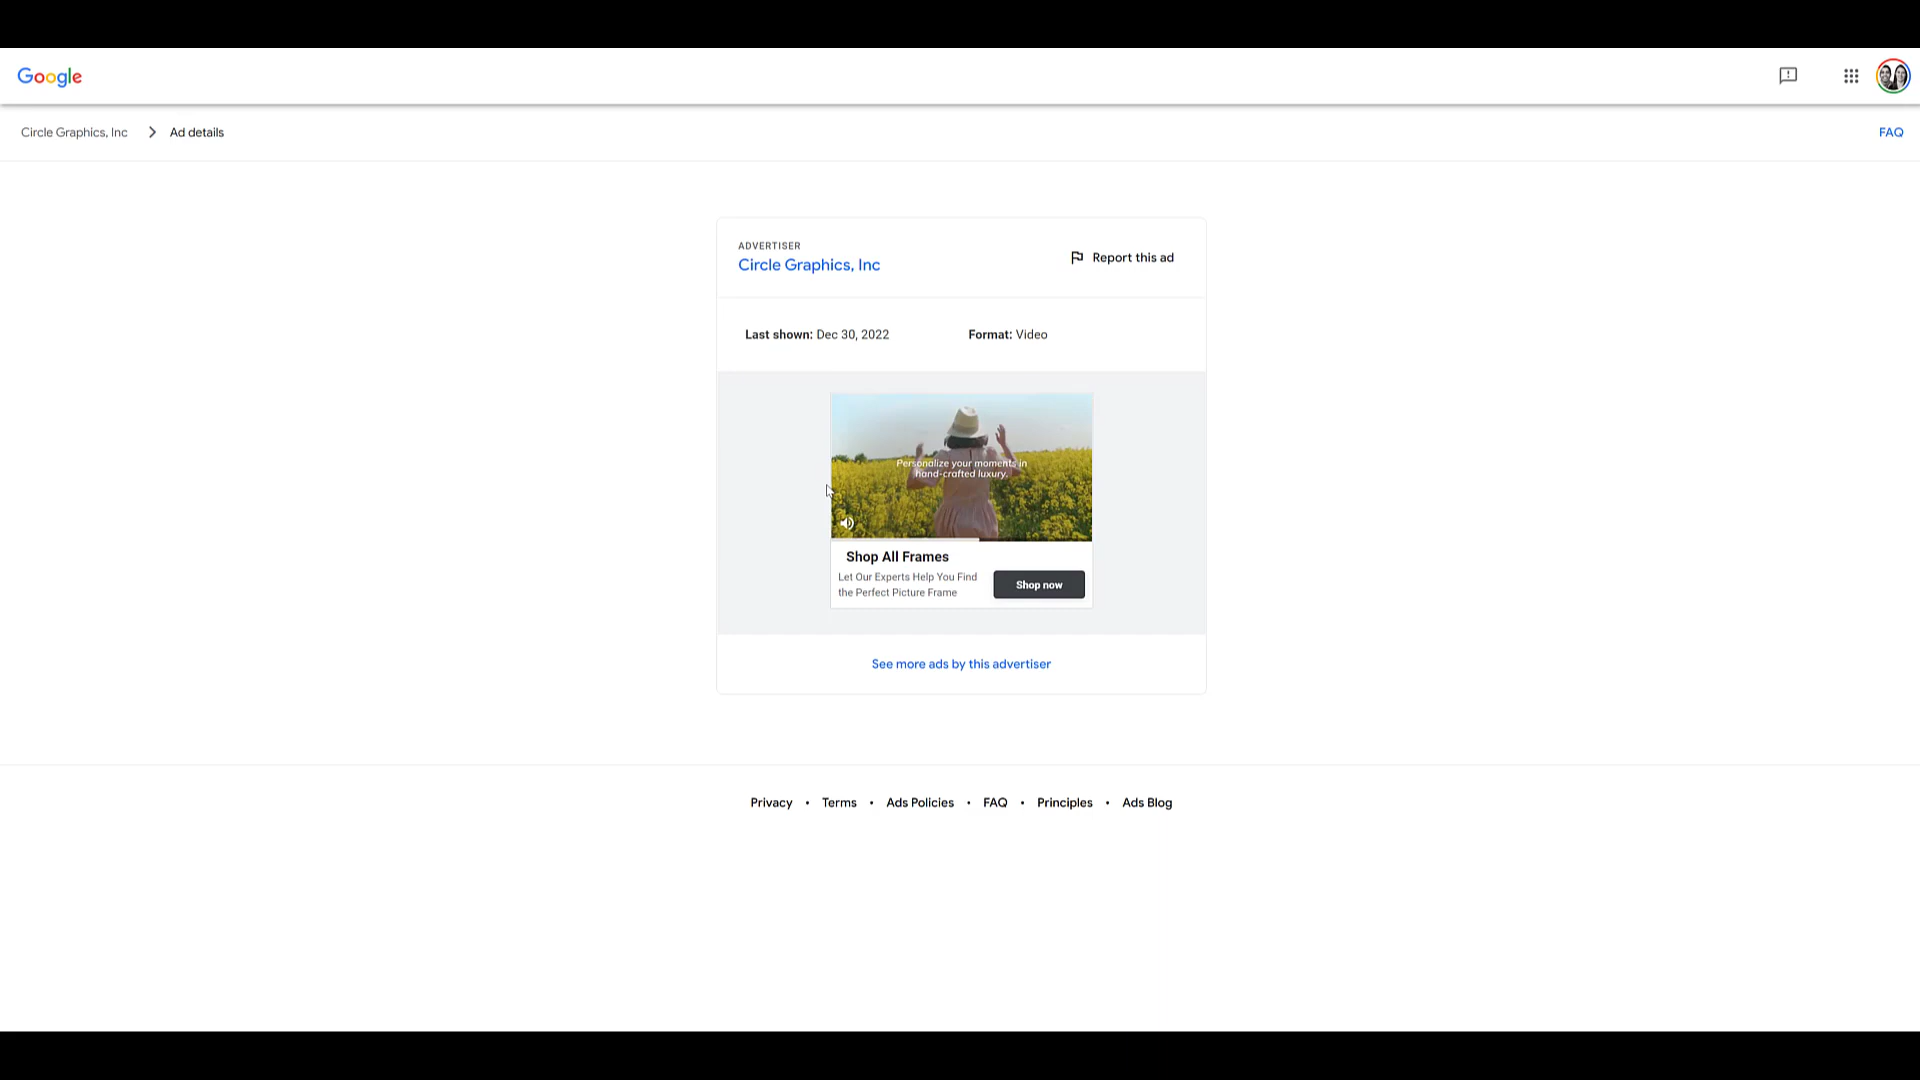 Google
Circle Graphics, Inc > Ad details
FAQ
ADVERTISER
Circle Graphics, Inc
Report this ad
Last shown: Dec 30, 2022
Format: Video
Personalize your moments in
hand-crafted luxury.
Shop All Frames
Let Our Experts Help You Find
the Perfect Picture Frame
Shop now
See more ads by this advertiser
Privacy • Terms • Ads Policies • FAQ • Principles • Ads Blog